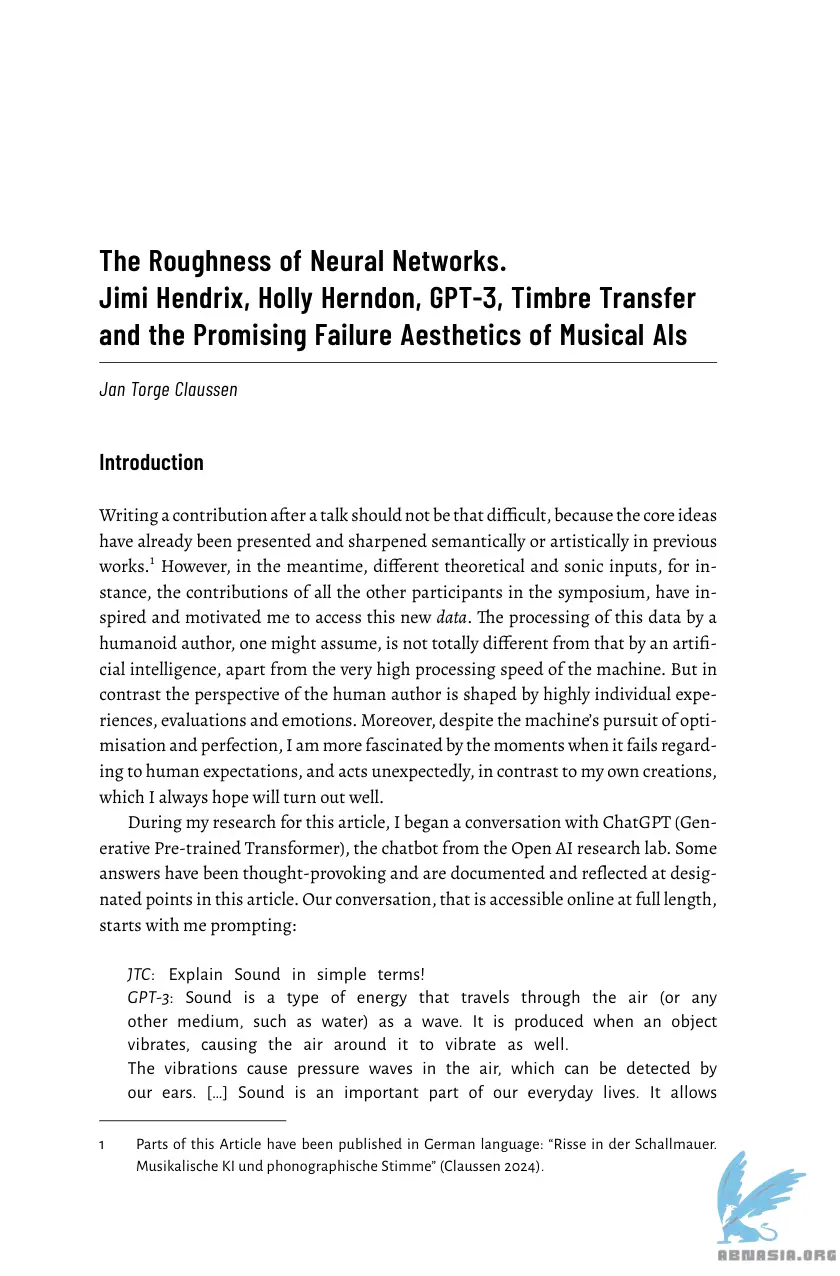 The Roughness of Neural Networks.
Jimi Hendrix, Holly Herndon, GPT-3, Timbre Transfer
and the Promising Failure Aesthetics of Musical AIs
Jan Torge Claussen
Introduction
Writing a contribution after a talk should not be that difficult, because the core ideas
have already been presented and sharpened semantically or artistically in previous
works.1 However, in the meantime, different theoretical and sonic inputs, for in-
stance, the contributions of all the other participants in the symposium, have in-
spired and motivated me to access this new data. The processing of this data by a
humanoid author, one might assume, is not totally different from that by an artifi-
cial intelligence, apart from the very high processing speed of the machine. But in
contrast the perspective of the human author is shaped by highly individual expe-
riences, evaluations and emotions. Moreover, despite the machine's pursuit of opti-
misation and perfection, I am more fascinated by the moments when it fails regard-
ing to human expectations, and acts unexpectedly, in contrast to my own creations,
which I always hope will turn out well.
During my research for this article, I began a conversation with ChatGPT (Gen-
erative Pre-trained Transformer), the chatbot from the Open AI research lab. Some
answers have been thought-provoking and are documented and reflected at desig-
nated points in this article. Our conversation, that is accessible online at full length,
starts with me prompting:
JTC: Explain Sound in simple terms!
GPT-3: Sound is a type of energy that travels through the air (or any
other medium, such as water) as a wave. It is produced when an object
vibrates, causing the air around it to vibrate as well.
The vibrations cause pressure waves in the air, which can be detected by
our ears. […] Sound is an important part of our everyday lives. It allows
1 Parts of this Article have been published in German language: “Risse in der Schallmauer.
Musikalische KI und phonographische Stimme” (Claussen 2024).
ABNASIA.ORG